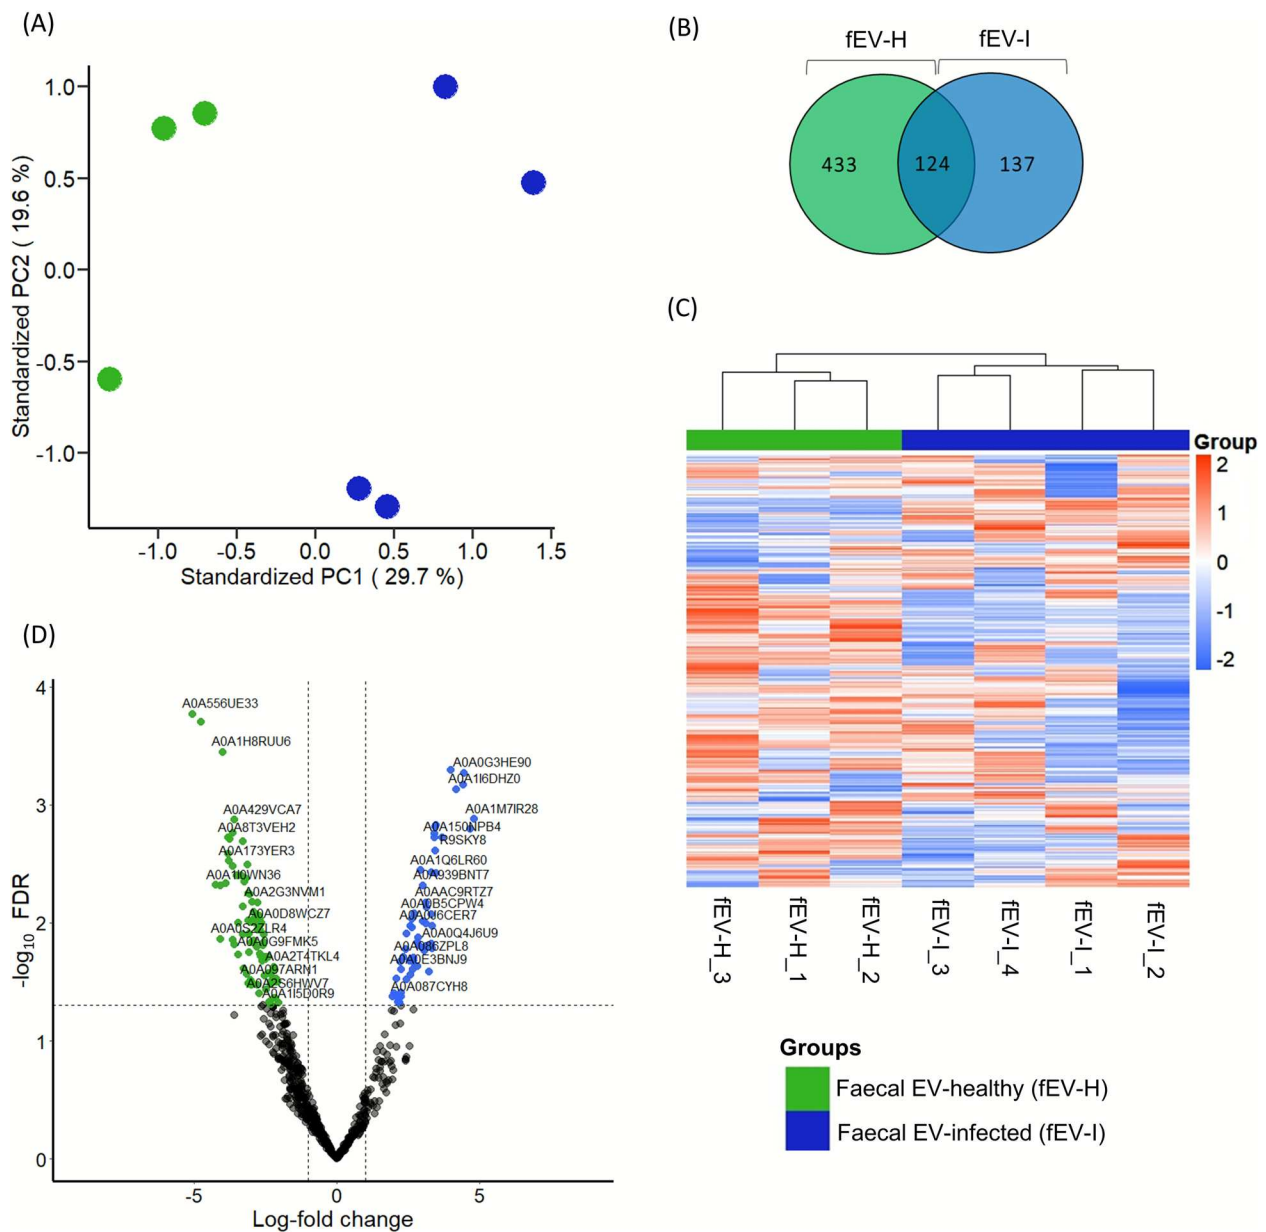 (A)
1.0
0.5
0.0
-0.5
-1.0
Standardized PC2 ( 19.6 %)
-1.0 -0.5 0.0 0.5 1.0 1.5
Standardized PC1 ( 29.7 %)
(B)
fEV-H fEV-I
433 124 137
(C)
Group
2
1
0
-1
-2
fEV-H_3
fEV-H_1
fEV-H_2
fEV-I_3
fEV-I_4
fEV-I_1
fEV-I_2
Groups
Faecal EV-healthy (fEV-H)
Faecal EV-infected (fEV-I)
(D)
4
3
2
1
0
-log10 FDR
A0A556UE33
A0A1H8RUU6
A0A429VCA7
A0A8T3VEH2
A0A173YER3
A0A1I0WN36
A0A2G3NVM1
A0A0D8WCZ7
A0A0S2ZLR4
A0A0G9FMK5
A0A2T4TKL4
A0A097ARN1
A0A2S6HWV7
A0A1I5D0R9
A0A0G3HE90
A0A1I6DHZ0
A0A1M7IR28
A0A150NPB4
R9SKY8
A0A1Q6LR60
A0A939BNT7
A0AAC9RTZ7
A0A0B5CPW4
A0A0J6CER7
A0A0Q4J6U9
A0A086ZPL8
A0A0E3BNJ9
A0A087CYH8
-5 0 5
Log-fold change